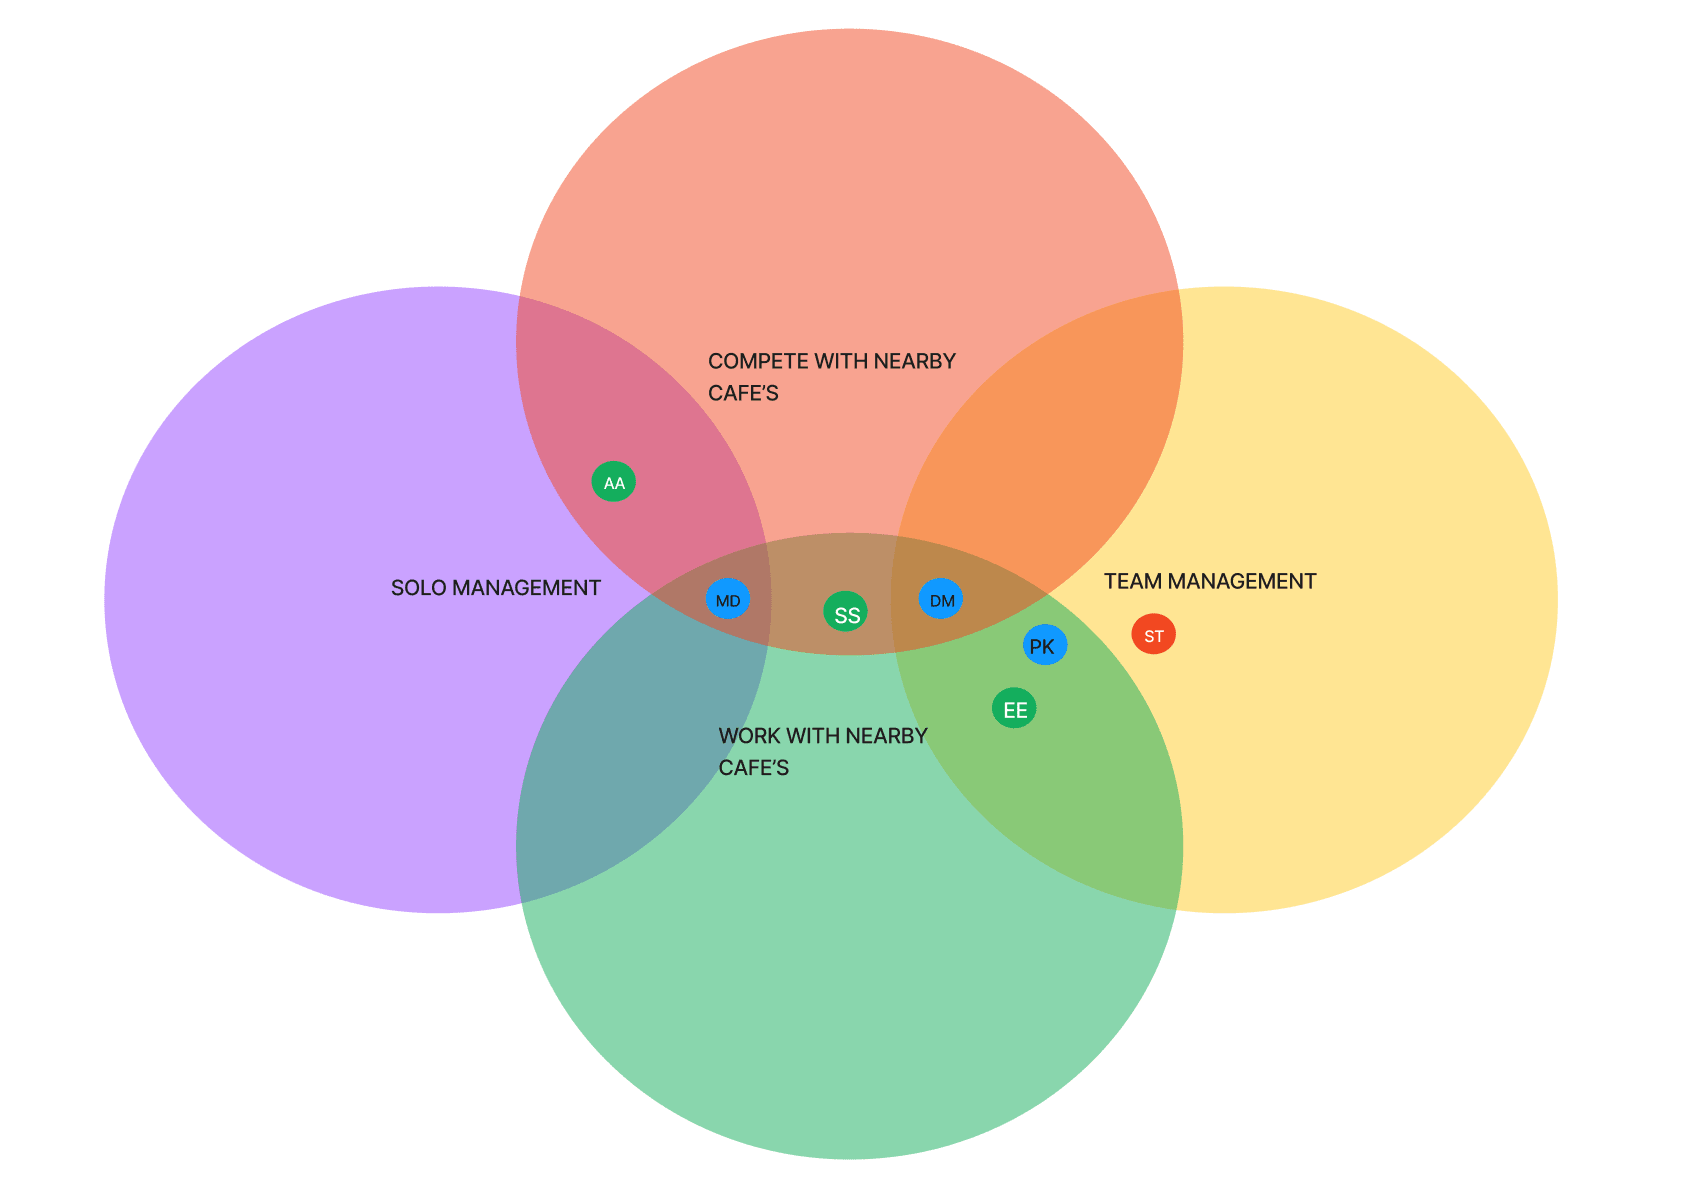 COMPETE WITH NEARBY
CAFE'S
AA
SOLO MANAGEMENT
TEAM MANAGEMENT
MD
SS
DM
PK
ST
EE
WORK WITH NEARBY
CAFE'S